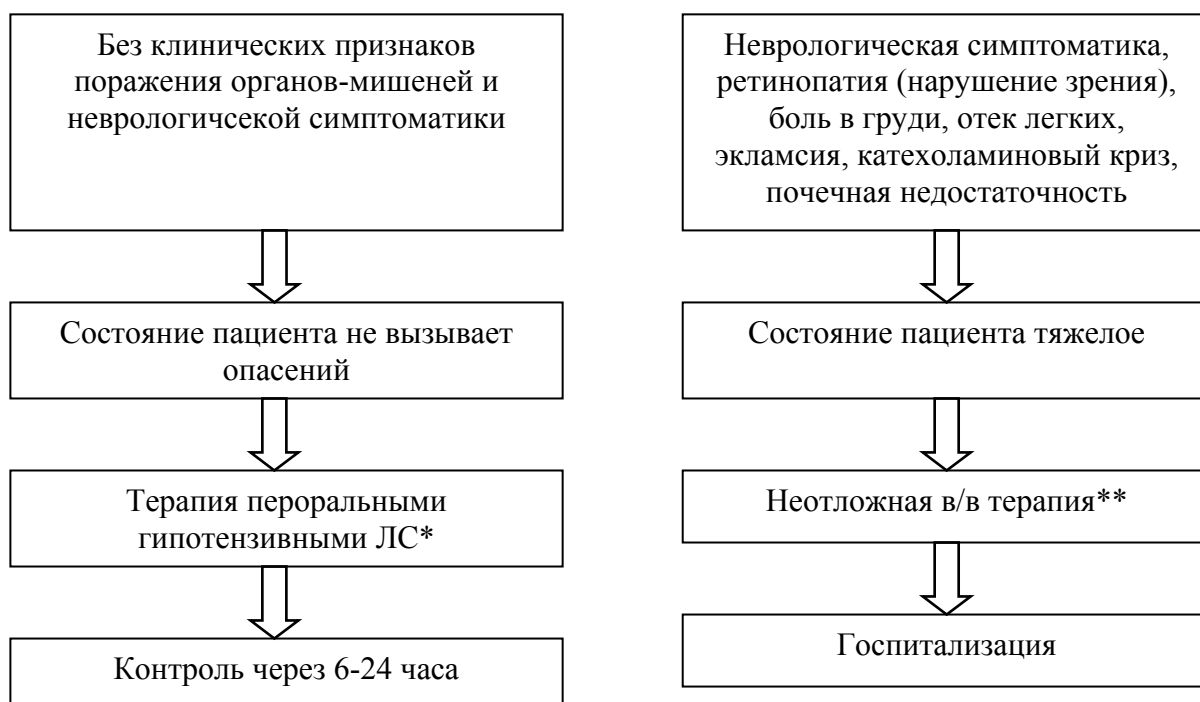 Без клинических признаков
поражения органов-мишеней и
неврологичсекой симптоматики
Состояние пациента не вызывает
опасений
Терапия пероральными
гипотензивными ЛС*
Контроль через 6-24 часа
Неврологическая симптоматика,
ретинопатия (нарушение зрения),
боль в груди, отек легких,
экламсия, катехоламиновый криз,
почечная недостаточность
Состояние пациента тяжелое
Неотложная в/в терапия**
Госпитализация